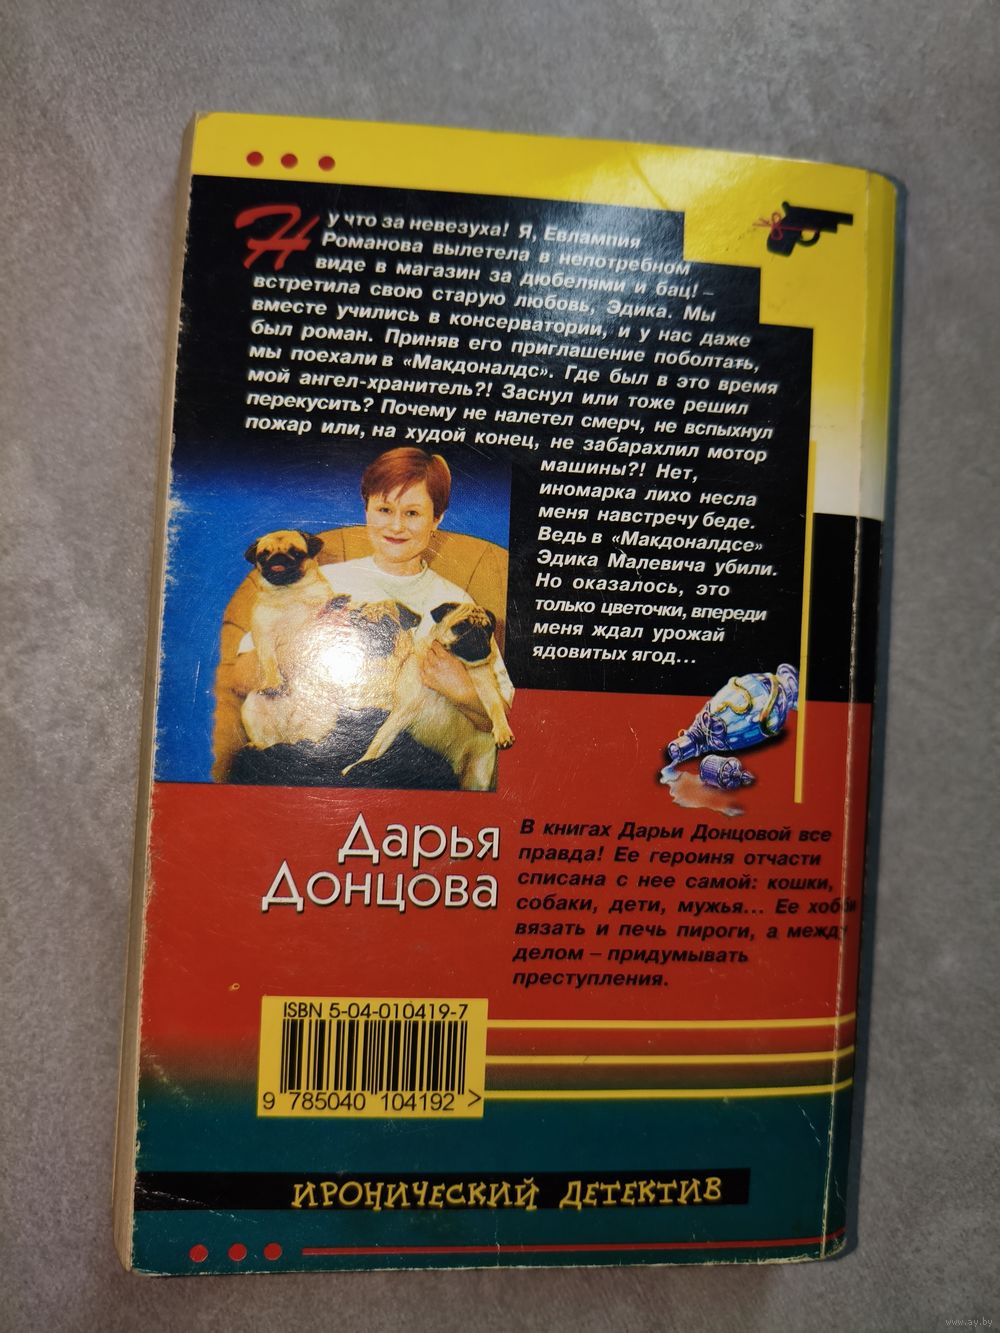 Ну что за невезуха! Я, Евлампия
Романова вылетела в непотребном
виде в магазин за дюбелями и бац! –
встретила свою старую любовь, Эдика. Мы
вместе учились в консерватории, и у нас даже
был роман. Приняв его приглашение поболтать,
мы поехали в «Макдоналдс». Где был в это время
мой ангел-хранитель?! Заснул или тоже решил
перекусить? Почему не налетел смерч, не вспыхнул
пожар или, на худой конец, не забарахлил мотор
машины?! Нет,
иномарка лихо несла
меня навстречу беде.
Ведь в «Макдоналдсе»
Эдика Малевича убили.
Но оказалось, это
только цветочки, впереди
меня ждал урожай
ядовитых ягод...
Дарья
Донцова
В книгах Дарьи Донцовой все
правда! Ее героиня отчасти
списана с нее самой: кошки,
собаки, дети, мужья... Ее хобби
вязать и печь пироги, а между
делом – придумывать
преступления.
ISBN 5-04-010419-7
9 785040 104192 >
ИРОНИЧЕСКИЙ ДЕТЕКТИВ
www.ay.by